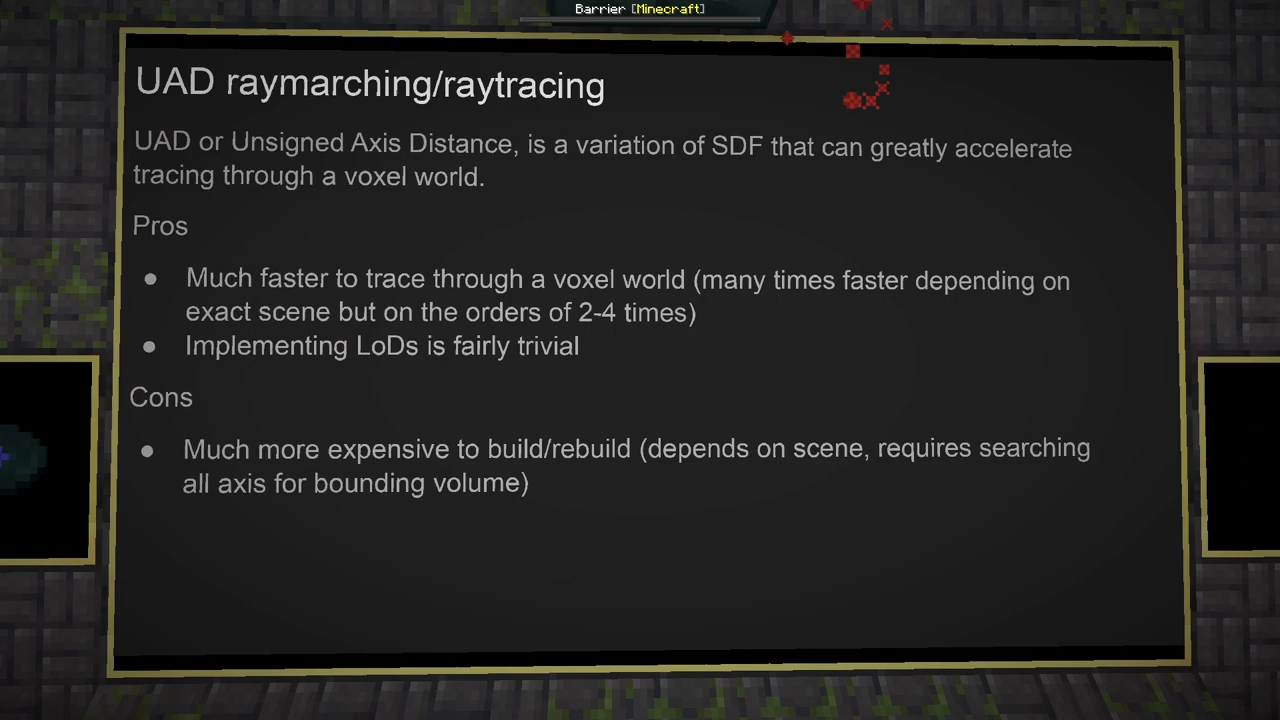 Barrier [Minecraft]
UAD raymarching/raytracing
UAD or Unsigned Axis Distance, is a variation of SDF that can greatly accelerate
tracing through a voxel world.
Pros
● Much faster to trace through a voxel world (many times faster depending on
exact scene but on the orders of 2-4 times)
● Implementing LoDs is fairly trivial
Cons
● Much more expensive to build/rebuild (depends on scene, requires searching
all axis for bounding volume)